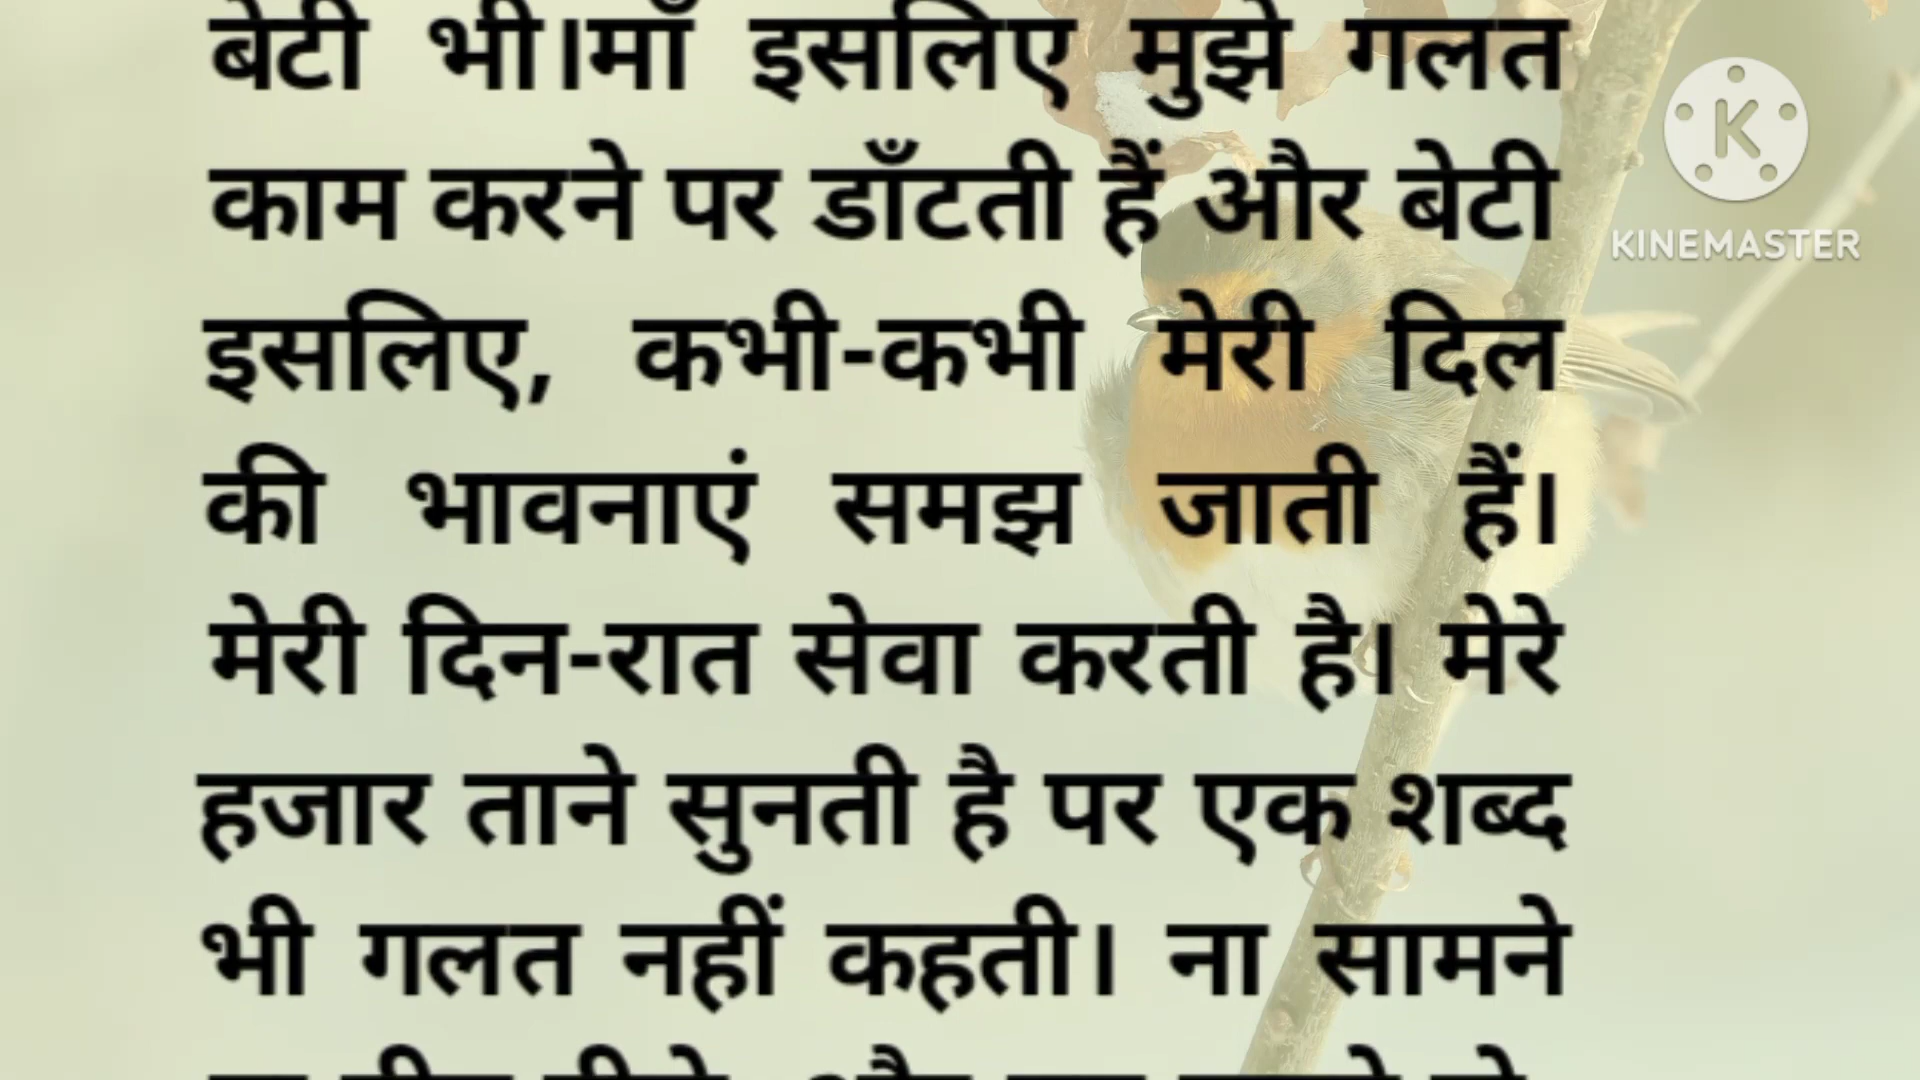 बेटी भी।माँ इसलिए मुझे गलत
काम करने पर डाँटती हैं और बेटी
इसलिए, कभी-कभी मेरी दिल
की भावनाएं समझ जाती हैं।
मेरी दिन-रात सेवा करती है। मेरे
हजार ताने सुनती है पर एक शब्द
भी गलत नहीं कहती। ना सामने
KINEMASTER